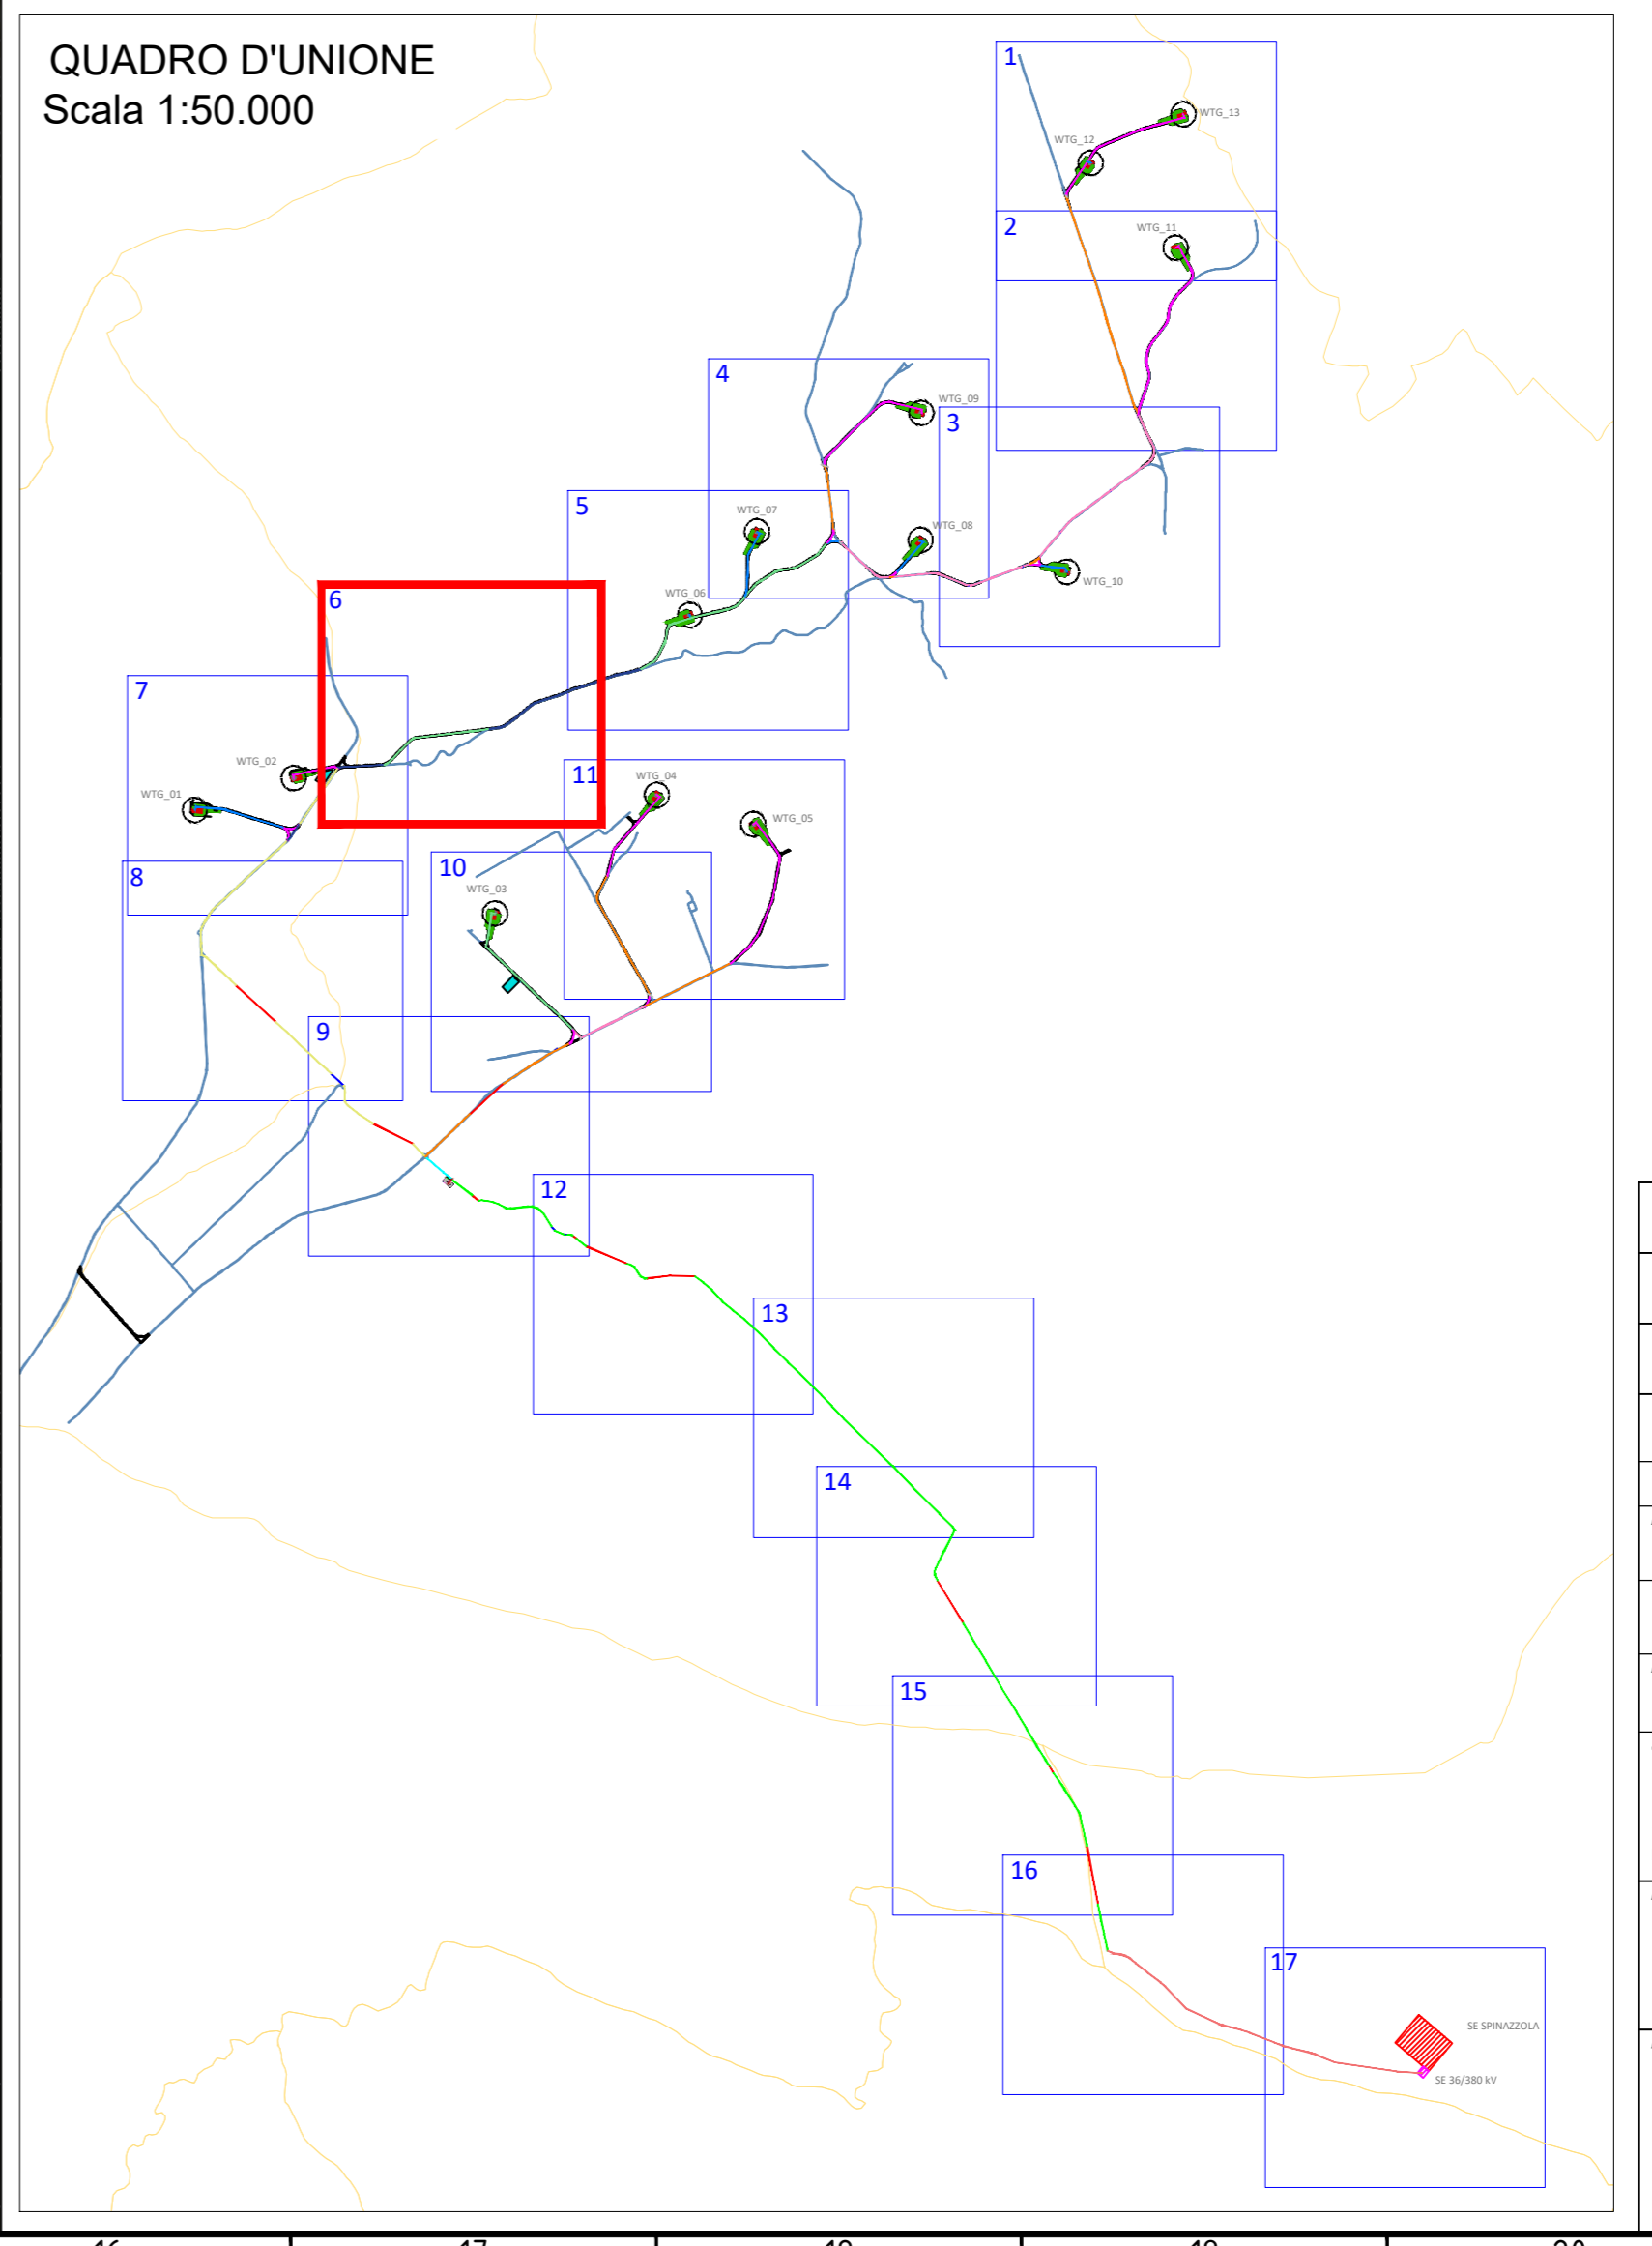 QUADRO D'UNIONE
Scala 1:50.000
1
WTG_13
WTG_12
2
WTG_11
4
WTG_09
3
5
WTG_07
WTG_08
WTG_10
6
WTG_06
7
WTG_02
WTG_01
11
WTG_04
WTG_05
8
10
WTG_03
9
12
13
14
15
16
17
SE SPINAZZOLA
SE 36/380 kV